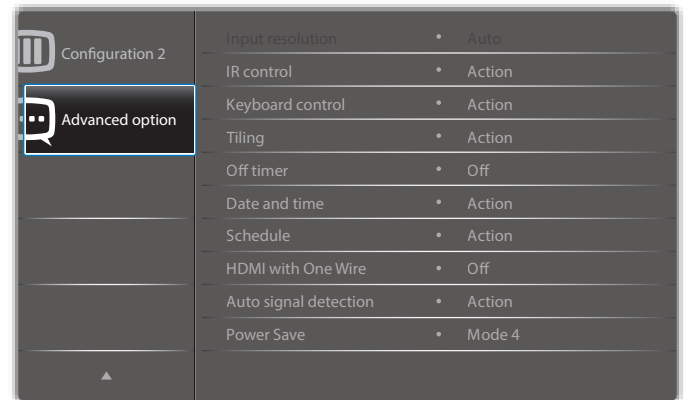 Configuration 2
Advanced option
Input resolution • Auto
IR control • Action
Keyboard control • Action
Tiling • Action
Off timer • Off
Date and time • Action
Schedule • Action
HDMI with One Wire • Off
Auto signal detection • Action
Power Save • Mode 4